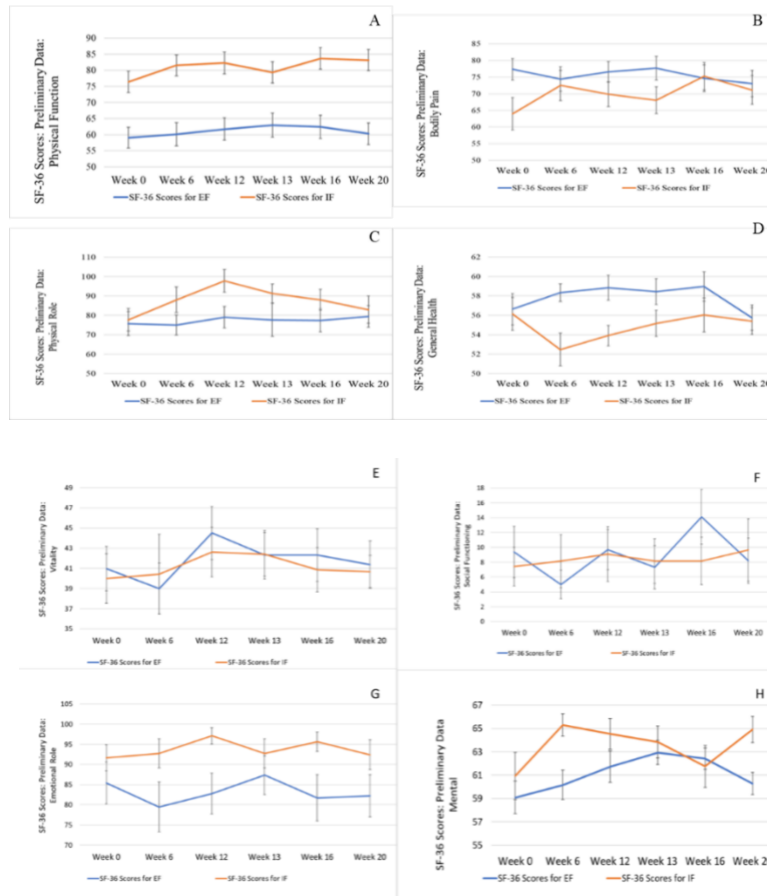 A
SF-36 Scores: Preliminary Data:
Physical Function
90
85
80
75
70
65
60
55
50
Week 0 Week 6 Week 12 Week 13 Week 16 Week 20
SF-36 Scores for EF SF-36 Scores for IF
B
SF-36 Scores: Preliminary Data:
Bodily Pain
85
80
75
70
65
60
55
50
Week 0 Week 6 Week 12 Week 13 Week 16 Week 20
SF-36 Scores for EF SF-36 Scores for IF
C
SF-36 Scores: Preliminary Data:
Physical Role
110
100
90
80
70
60
50
Week 0 Week 6 Week 12 Week 13 Week 16 Week 20
SF-36 Scores for EF SF-36 Scores for IF
D
SF-36 Scores: Preliminary Data:
General Health
62
60
58
56
54
52
50
Week 0 Week 6 Week 12 Week 13 Week 16 Week 20
SF-36 Scores for EF SF-36 Scores for IF
E
SF-36 Scores: Preliminary Data:
Vitality
49
47
45
43
41
39
37
35
Week 0 Week 6 Week 12 Week 13 Week 16 Week 20
SF-36 Scores for EF SF-36 Scores for IF
F
SF-36 Scores: Preliminary Data:
Social Functioning
18
16
14
12
10
8
6
4
2
0
Week 0 Week 6 Week 12 Week 13 Week 16 Week 20
SF-36 Scores for EF SF-36 Scores for IF
G
SF-36 Scores: Preliminary Data:
Emotional Role
105
100
95
90
85
80
75
70
Week 0 Week 6 Week 12 Week 13 Week 16 Week 20
SF-36 Scores for EF SF-36 Scores for IF
H
SF-36 Scores: Preliminary Data
Mental
67
65
63
61
59
57
55
Week 0 Week 6 Week 12 Week 13 Week 16 Week 20
SF-36 Scores for EF SF-36 Scores for IF